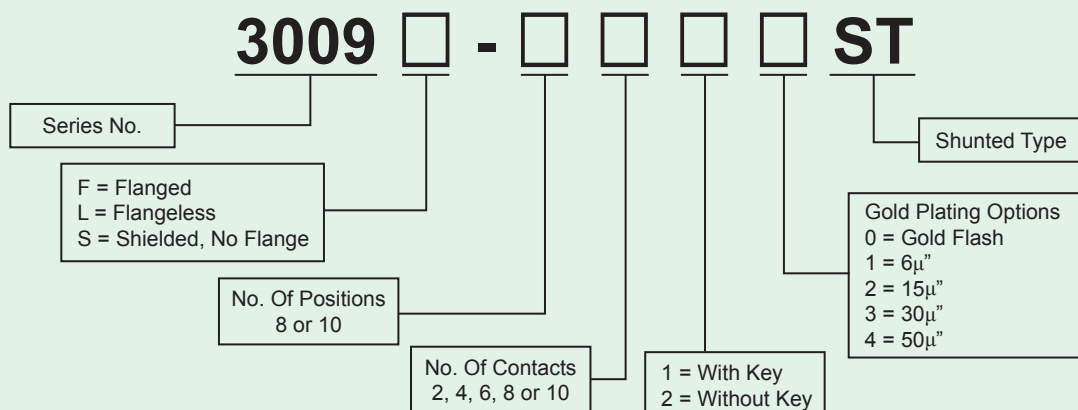 3009 - ST
Series No.
Shunted Type
F = Flanged
L = Flangeless
S = Shielded, No Flange
Gold Plating Options
0 = Gold Flash
1 = 6μ”
2 = 15μ”
3 = 30μ”
4 = 50μ”
No. Of Positions
8 or 10
No. Of Contacts
2, 4, 6, 8 or 10
1 = With Key
2 = Without Key